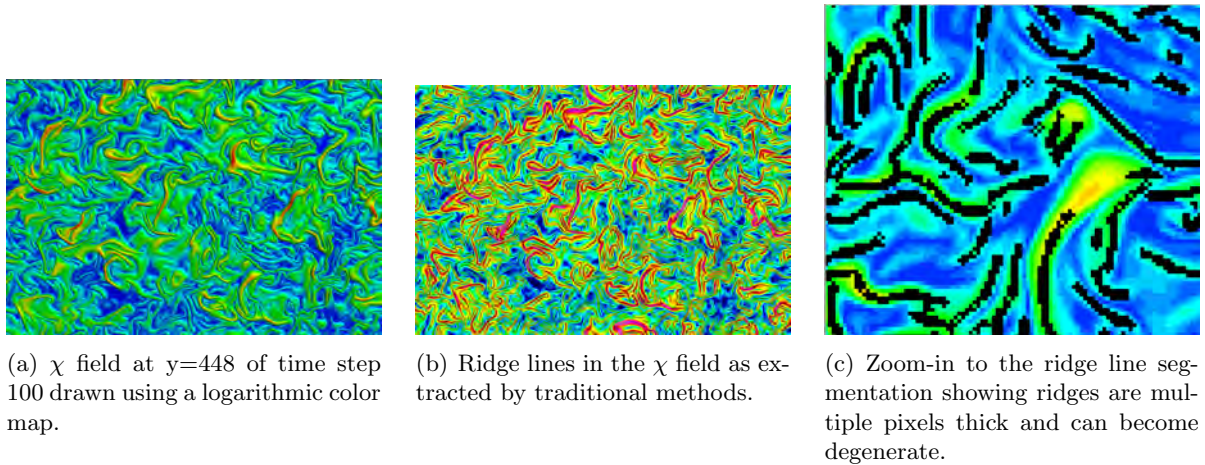 (a) χ field at y=448 of time step
100 drawn using a logarithmic color
map.
(b) Ridge lines in the χ field as ex-
tracted by traditional methods.
(c) Zoom-in to the ridge line seg-
mentation showing ridges are mul-
tiple pixels thick and can become
degenerate.